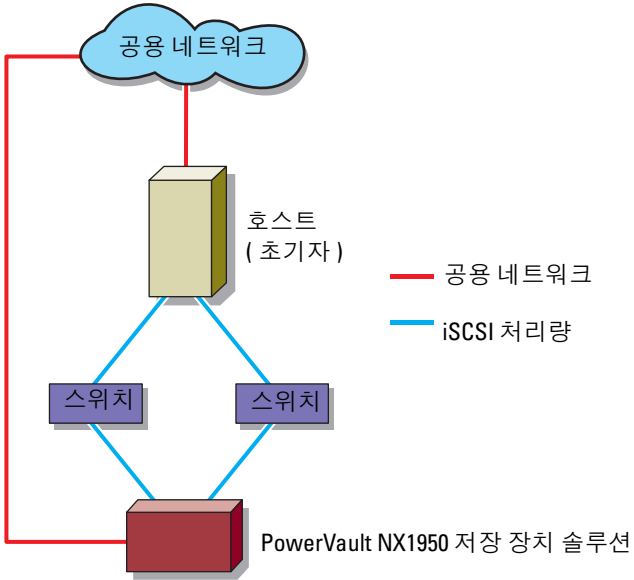 공용 네트워크
호스트
( 초기자 )
공용 네트워크
iSCSI 처리량
스위치
스위치
PowerVault NX1950 저장 장치 솔루션